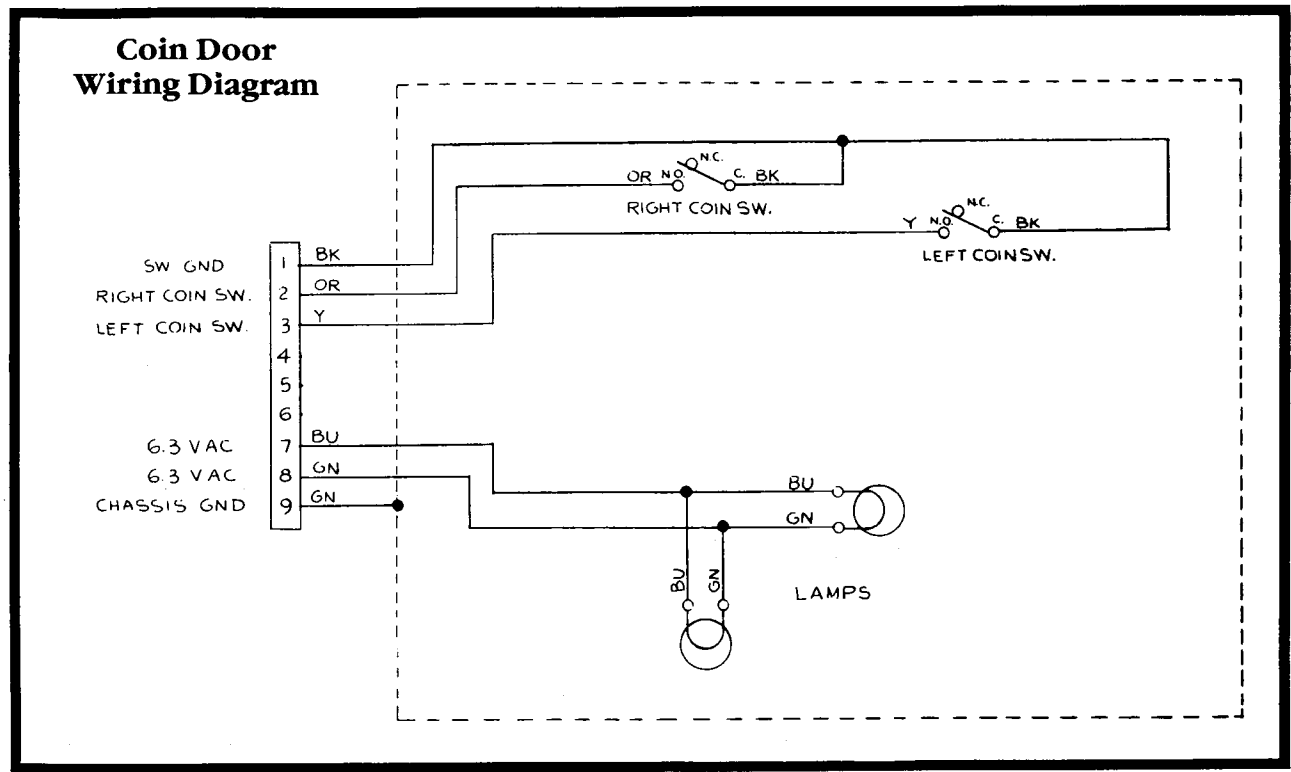 Coin Door
Wiring Diagram
N.C.
OR N.O. C. BK
RIGHT COIN SW.
N.C.
Y N.O. C. BK
LEFT COIN SW.
SW GND 1 BK
RIGHT COIN SW. 2 OR
LEFT COIN SW. 3 Y
4
5
6
6.3 VAC 7 BU
6.3 VAC 8 GN
CHASSIS GND 9 GN
BU
GN
BU GN
LAMPS